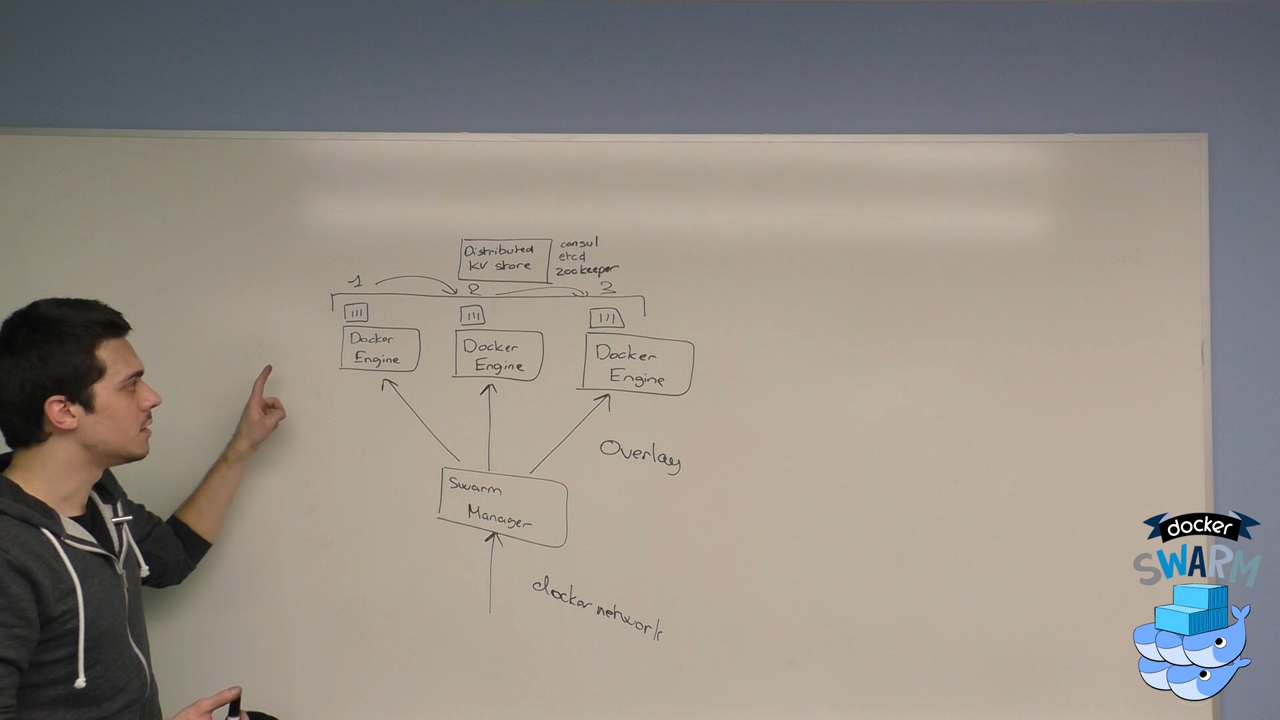 Distributed
KV store
consul
etcd
zookeeper
1
2
3
Docker
Engine
Docker
Engine
Docker
Engine
Overlay
Swarm
Manager
docker network
docker
SWARM